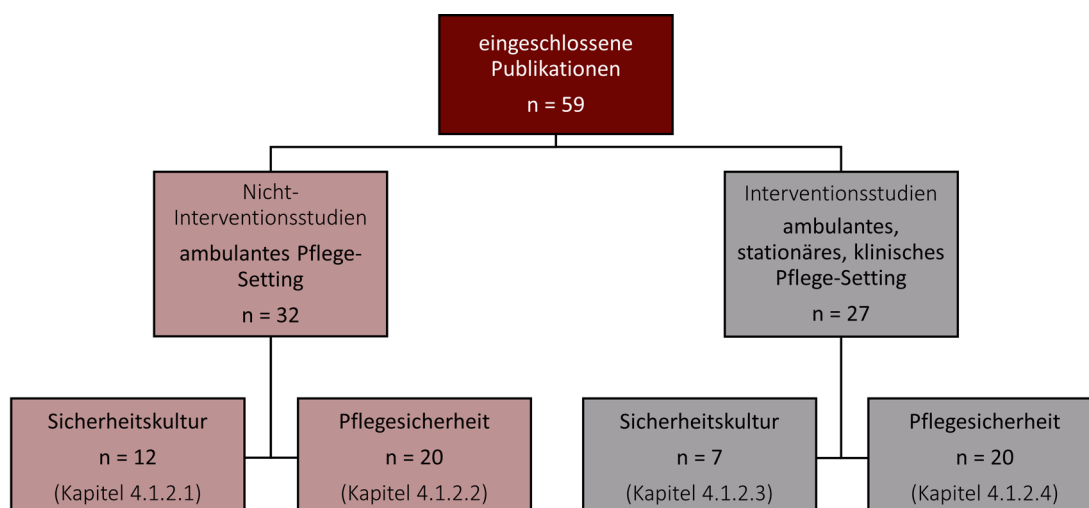 eingeschlossene
Publikationen
n = 59
Nicht-
Interventionsstudien
ambulantes Pflege-
Setting
n = 32
Interventionsstudien
ambulantes,
stationäres, klinisches
Pflege-Setting
n = 27
Sicherheitskultur
n = 12
(Kapitel 4.1.2.1)
Pflegesicherheit
n = 20
(Kapitel 4.1.2.2)
Sicherheitskultur
n = 7
(Kapitel 4.1.2.3)
Pflegesicherheit
n = 20
(Kapitel 4.1.2.4)